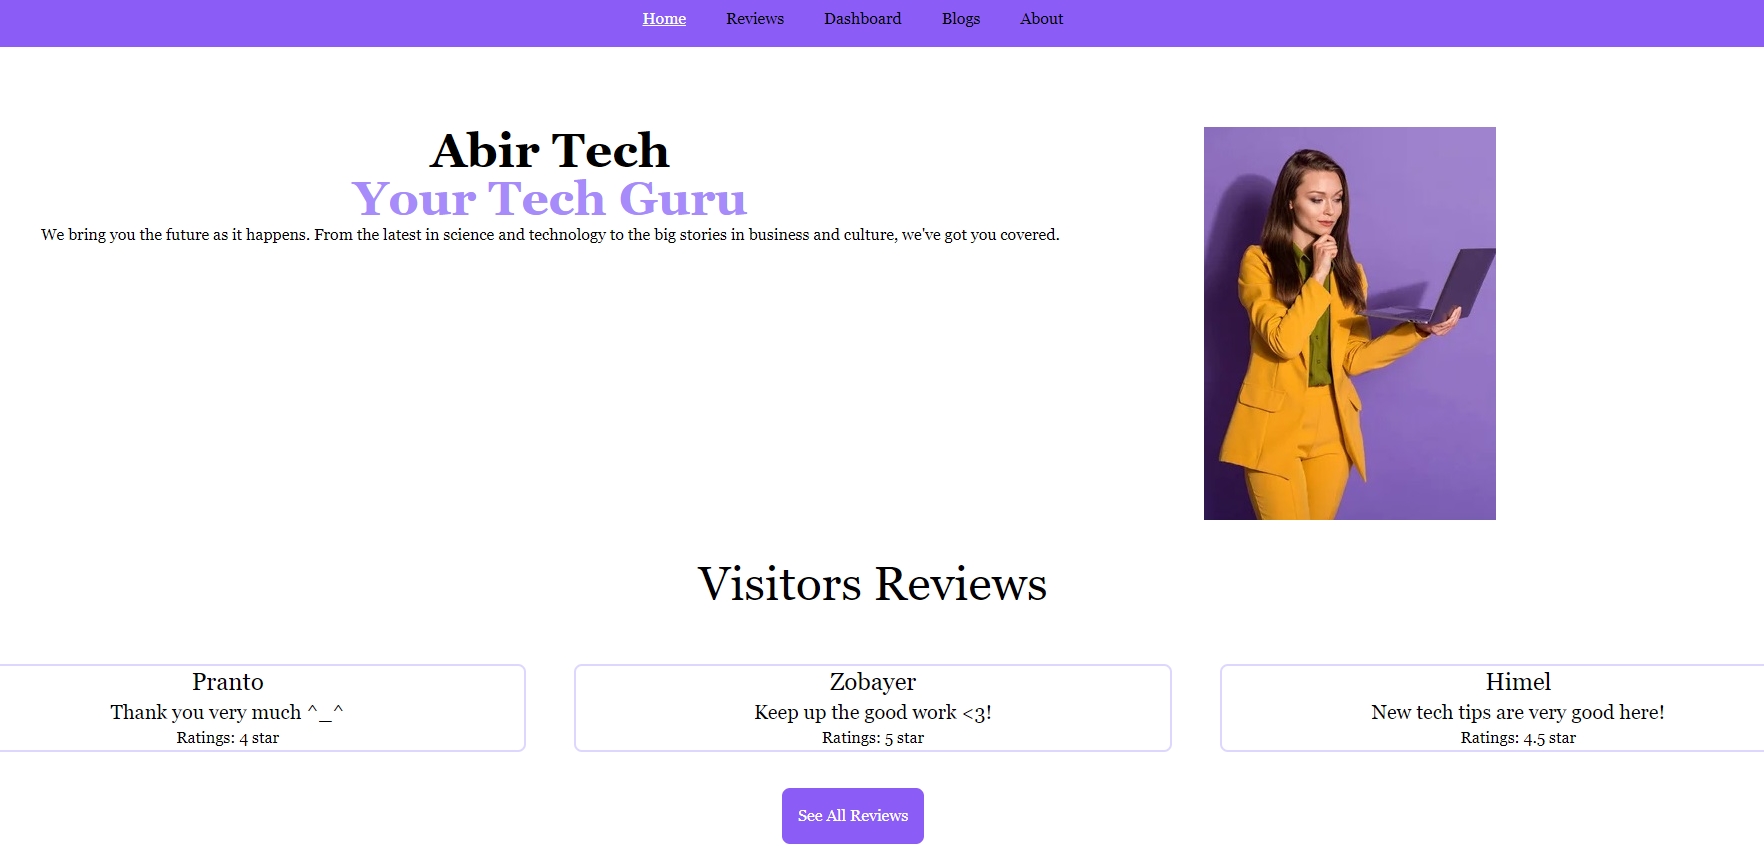 Home Reviews Dashboard Blogs About
Abir Tech
Your Tech Guru
We bring you the future as it happens. From the latest in science and technology to the big stories in business and culture, we've got you covered.
Visitors Reviews
Pranto
Thank you very much ^_^
Ratings: 4 star
Zobayer
Keep up the good work <3!
Ratings: 5 star
Himel
New tech tips are very good here!
Ratings: 4.5 star
See All Reviews